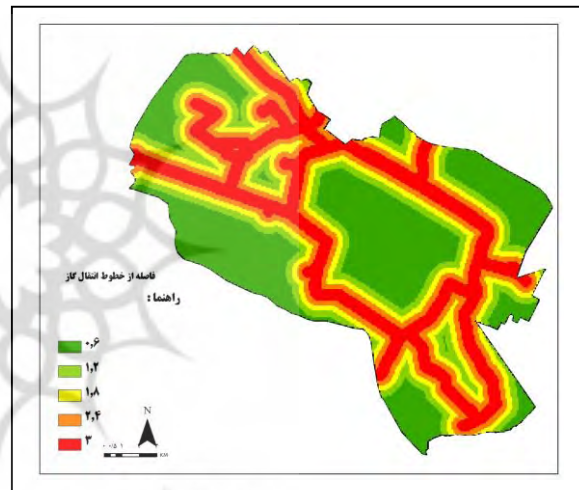 فاصله از خطوط انتقال گاز
راهنما :
۰,۶
۱,۲
۱,۸
۲,۴
۳
N
KM